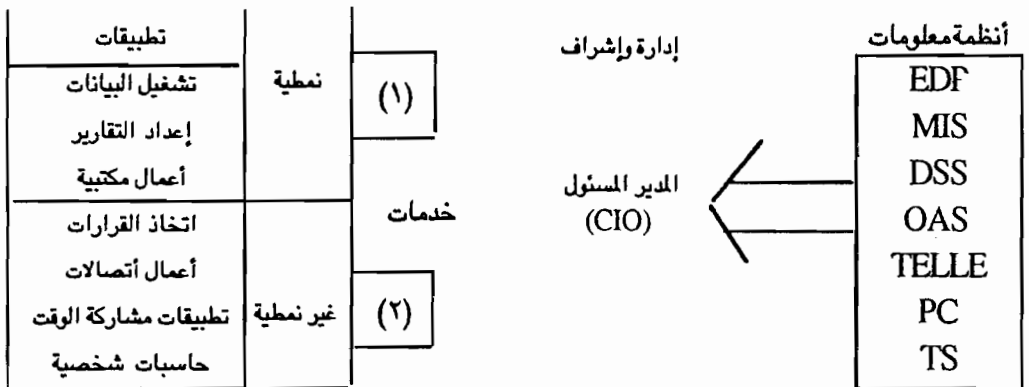 أنظمة معلومات
EDF
MIS
DSS
OAS
TELLE
PC
TS
إدارة وإشراف
المدير المسئول
(CIO)
خدمات
(١)
(٢)
نمطية
غير نمطية
تطبيقات
تشغيل البيانات
إعداد التقارير
أعمال مكتبية
اتخاذ القرارات
أعمال أتصالات
تطبيقات مشاركة الوقت
حاسبات شخصية